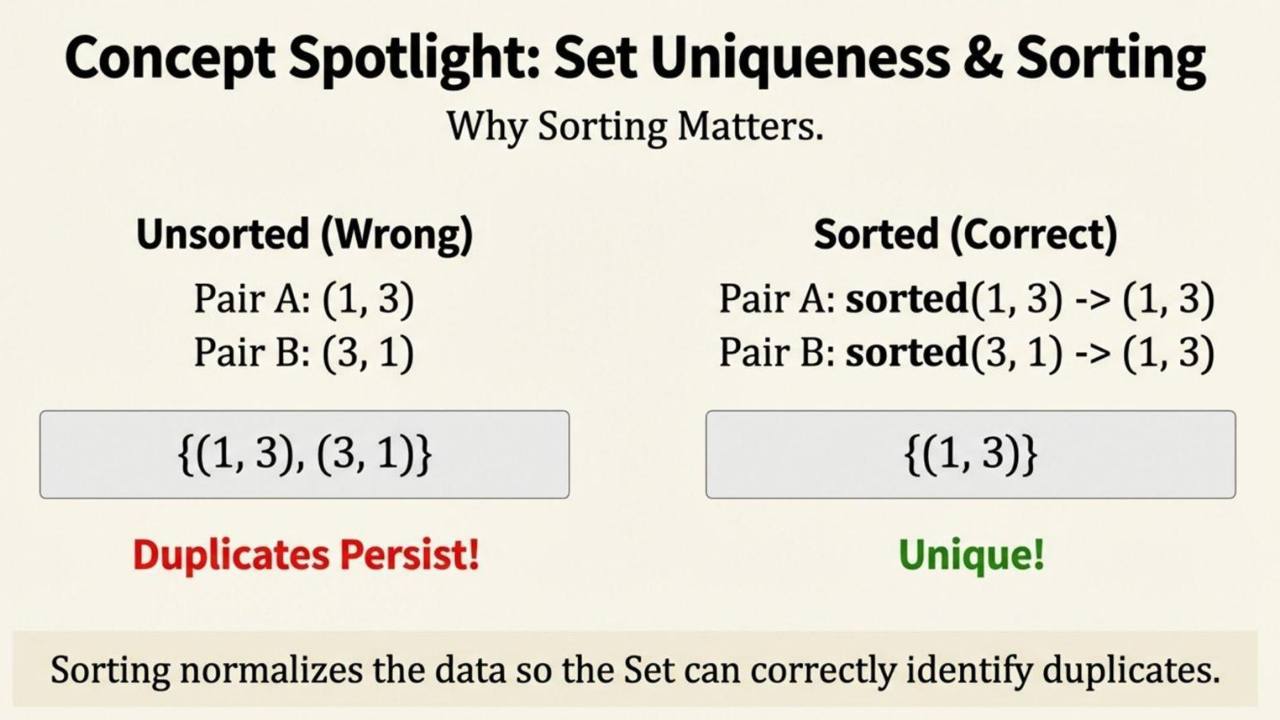 Concept Spotlight: Set Uniqueness & Sorting
Why Sorting Matters.
Unsorted (Wrong)
Pair A: (1, 3)
Pair B: (3, 1)
{(1, 3), (3, 1)}
Duplicates Persist!
Sorted (Correct)
Pair A: sorted(1, 3) -> (1, 3)
Pair B: sorted(3, 1) -> (1, 3)
{(1, 3)}
Unique!
Sorting normalizes the data so the Set can correctly identify duplicates.